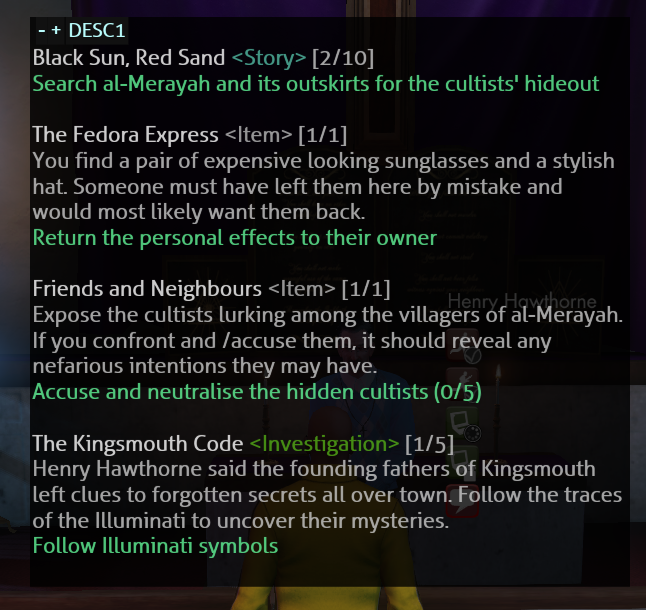 - + DESC1
Black Sun, Red Sand <Story> [2/10]
Search al-Merayah and its outskirts for the cultists' hideout
The Fedora Express <Item> [1/1]
You find a pair of expensive looking sunglasses and a stylish
hat. Someone must have left them here by mistake and
would most likely want them back.
Return the personal effects to their owner
Friends and Neighbours <Item> [1/1]
Henry Hawthorne
Expose the cultists lurking among the villagers of al-Merayah.
If you confront and /accuse them, it should reveal any
nefarious intentions they may have.
Accuse and neutralise the hidden cultists (0/5)
The Kingsmouth Code <Investigation> [1/5]
Henry Hawthorne said the founding fathers of Kingsmouth
left clues to forgotten secrets all over town. Follow the traces
of the Illuminati to uncover their mysteries.
Follow Illuminati symbols